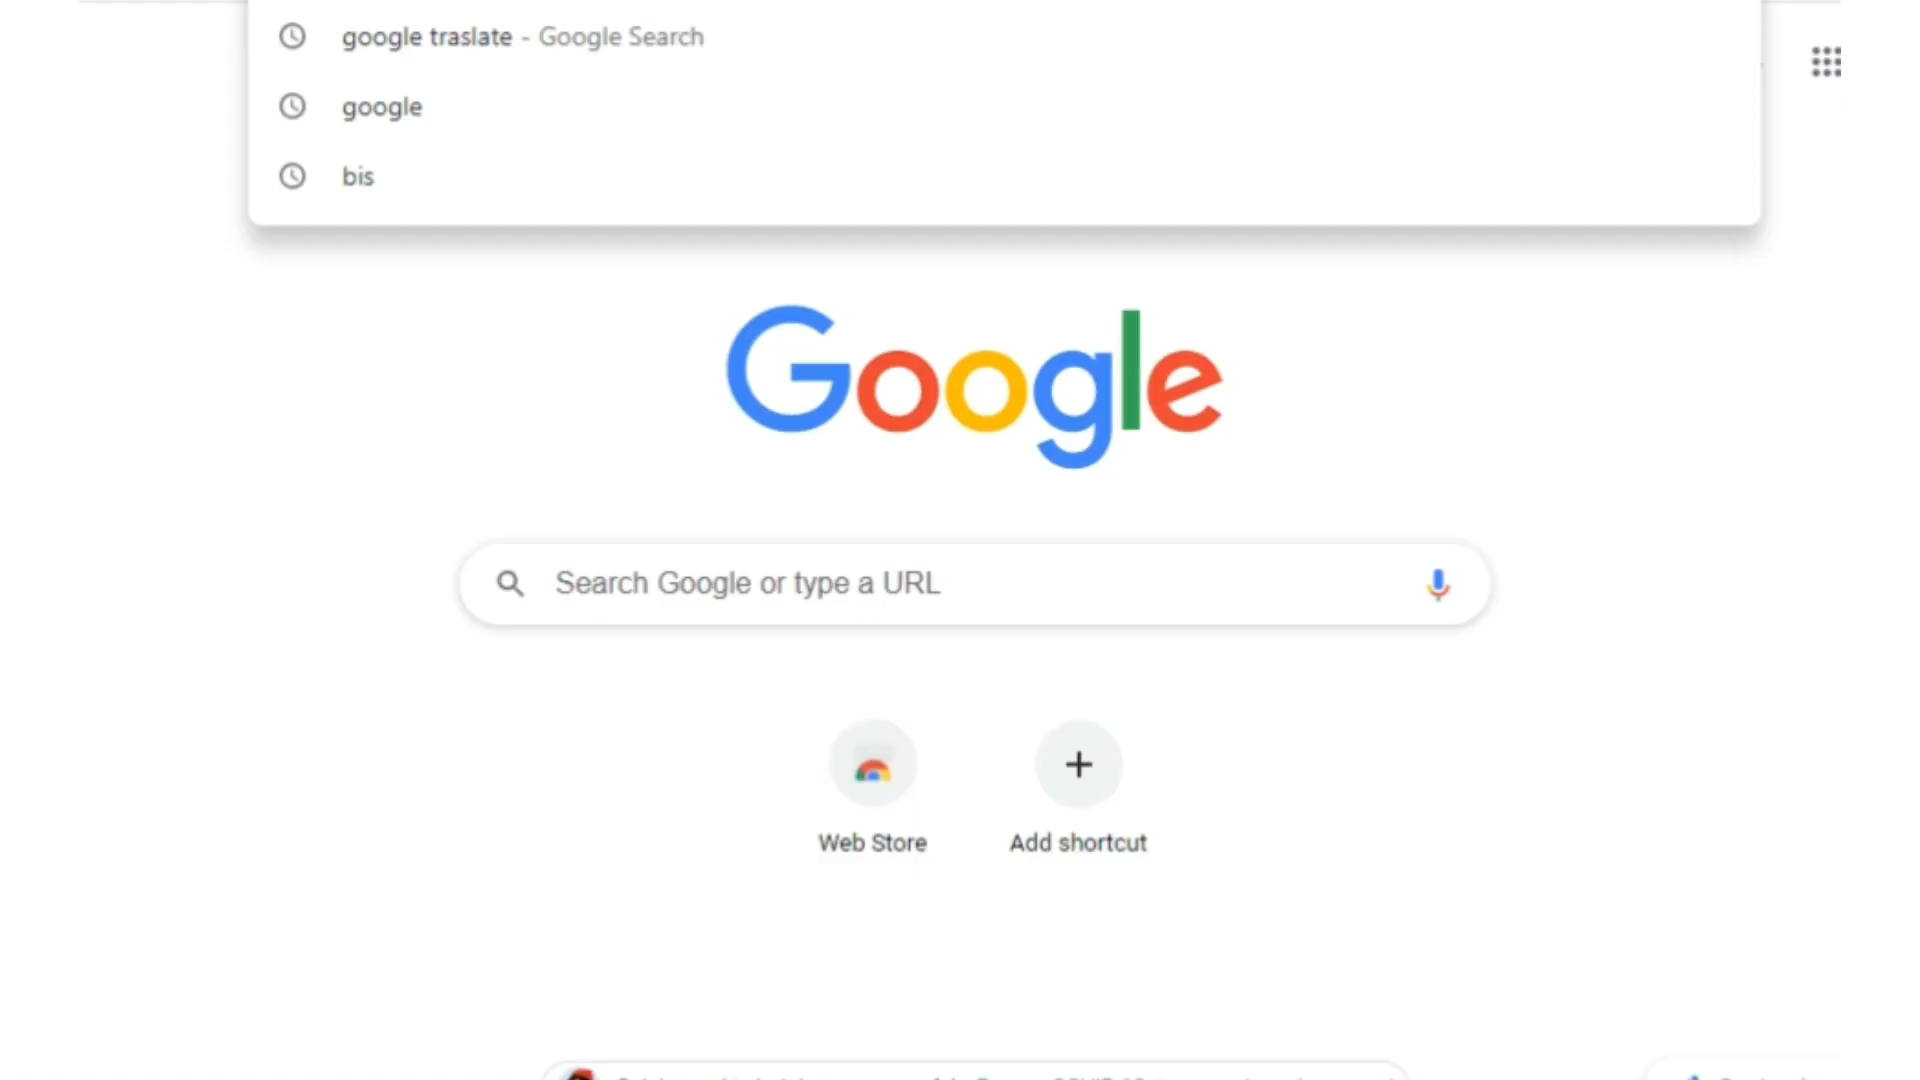 google traslate - Google Search
google
bis
Google
Search Google or type a URL
Web Store
Add shortcut